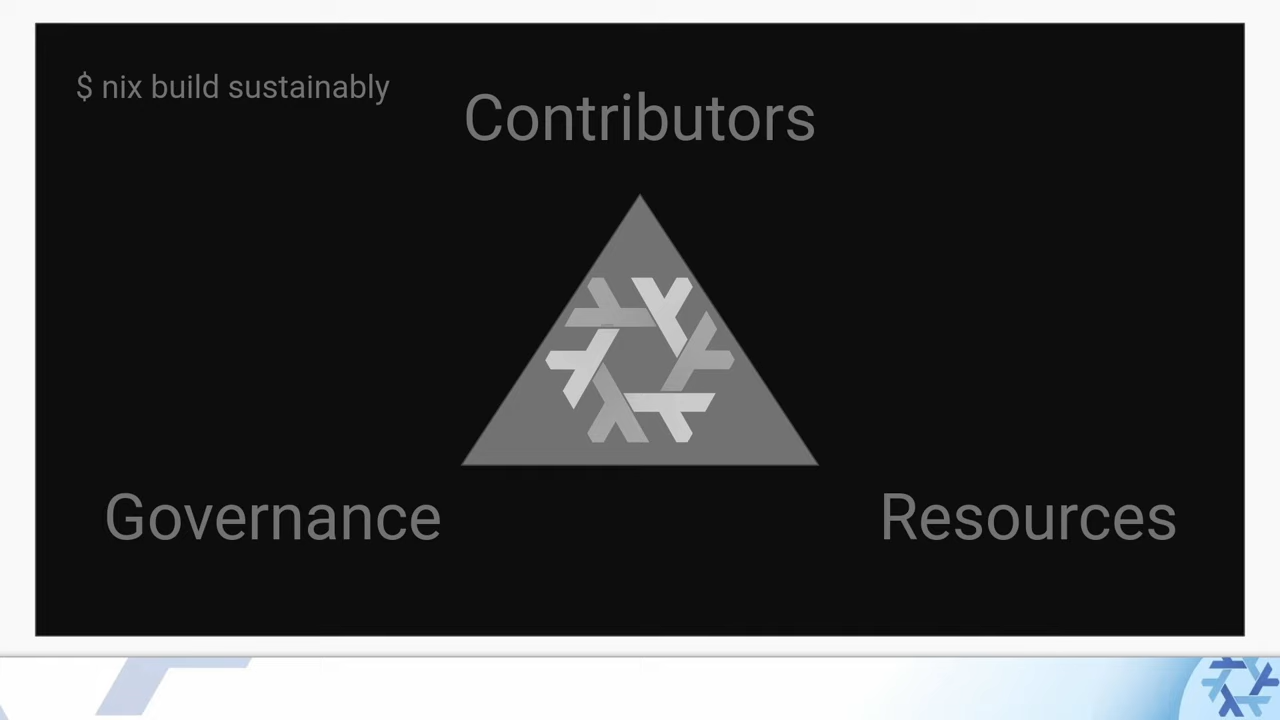 $ nix build sustainably
Contributors
Governance
Resources